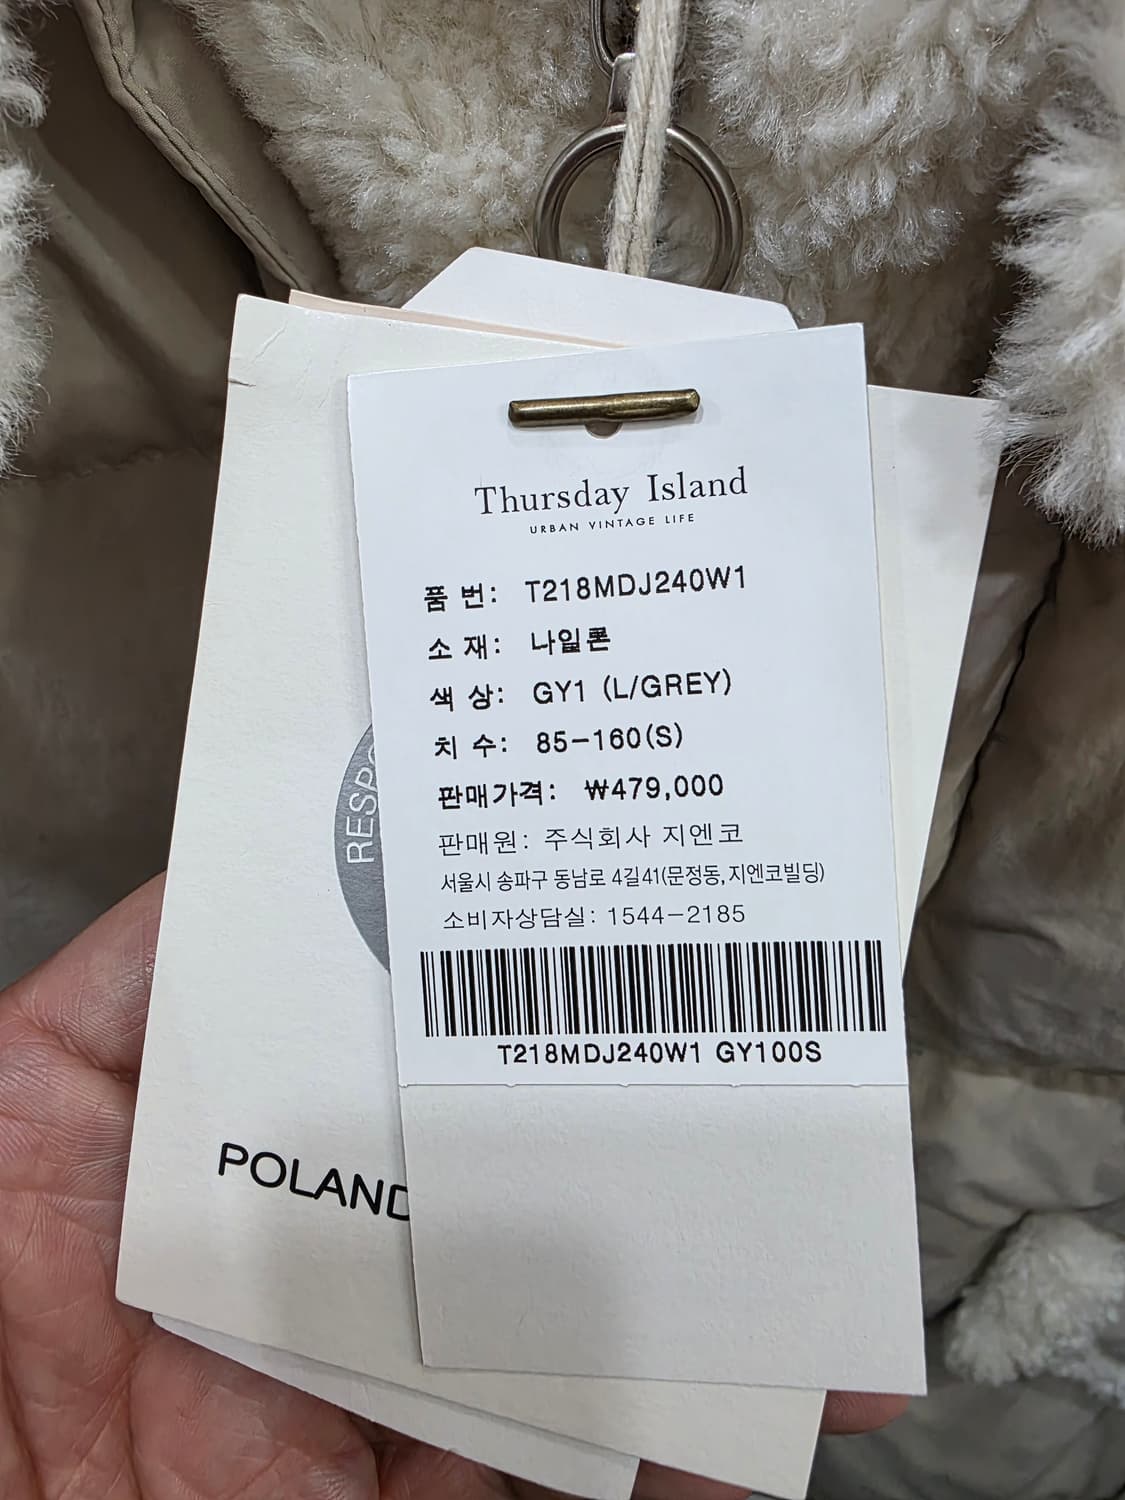 Thursday Island
URBAN VINTAGE LIFE
품 번: T218MDJ240W1
소 재: 나일론
색 상: GY1 (L/GREY)
치 수: 85-160(S)
판매가격: ₩479,000
판매원: 주식회사 지엔코
서울시 송파구 동남로 4길41(문정동,지엔코빌딩)
소비자상담실: 1544-2185
T218MDJ240W1 GY100S
POLAND